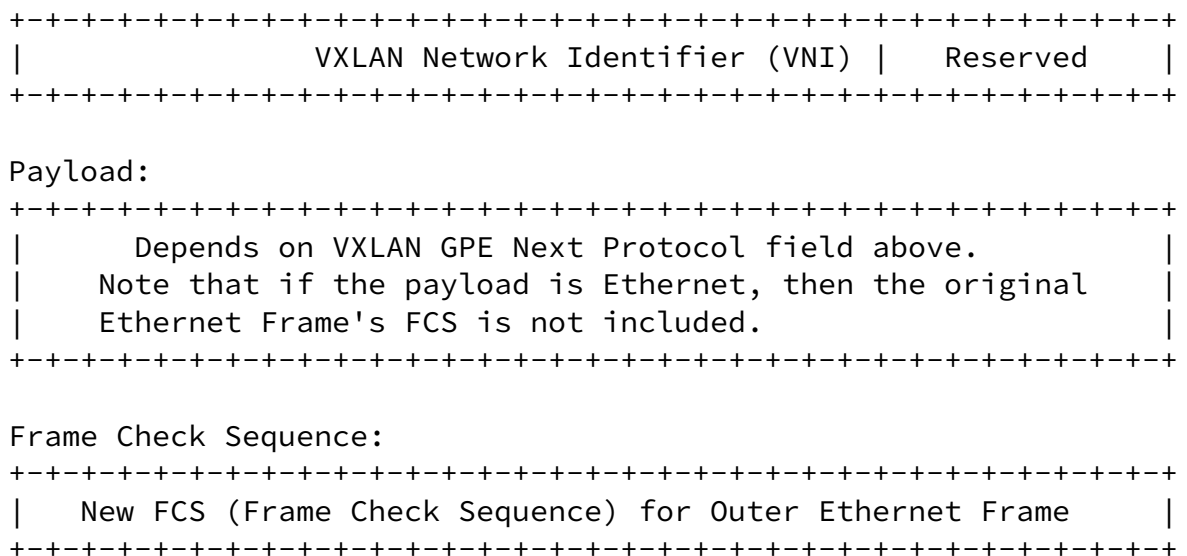 +-+-+-+-+-+-+-+-+-+-+-+-+-+-+-+-+-+-+-+-+-+-+-+-+-+-+-+-+-+-+-+-+
|                VXLAN Network Identifier (VNI) |   Reserved    |
+-+-+-+-+-+-+-+-+-+-+-+-+-+-+-+-+-+-+-+-+-+-+-+-+-+-+-+-+-+-+-+-+

Payload:
+-+-+-+-+-+-+-+-+-+-+-+-+-+-+-+-+-+-+-+-+-+-+-+-+-+-+-+-+-+-+-+-+
|      Depends on VXLAN GPE Next Protocol field above.          |
|    Note that if the payload is Ethernet, then the original    |
|    Ethernet Frame's FCS is not included.                      |
+-+-+-+-+-+-+-+-+-+-+-+-+-+-+-+-+-+-+-+-+-+-+-+-+-+-+-+-+-+-+-+-+

Frame Check Sequence:
+-+-+-+-+-+-+-+-+-+-+-+-+-+-+-+-+-+-+-+-+-+-+-+-+-+-+-+-+-+-+-+-+
|   New FCS (Frame Check Sequence) for Outer Ethernet Frame     |
+-+-+-+-+-+-+-+-+-+-+-+-+-+-+-+-+-+-+-+-+-+-+-+-+-+-+-+-+-+-+-+-+